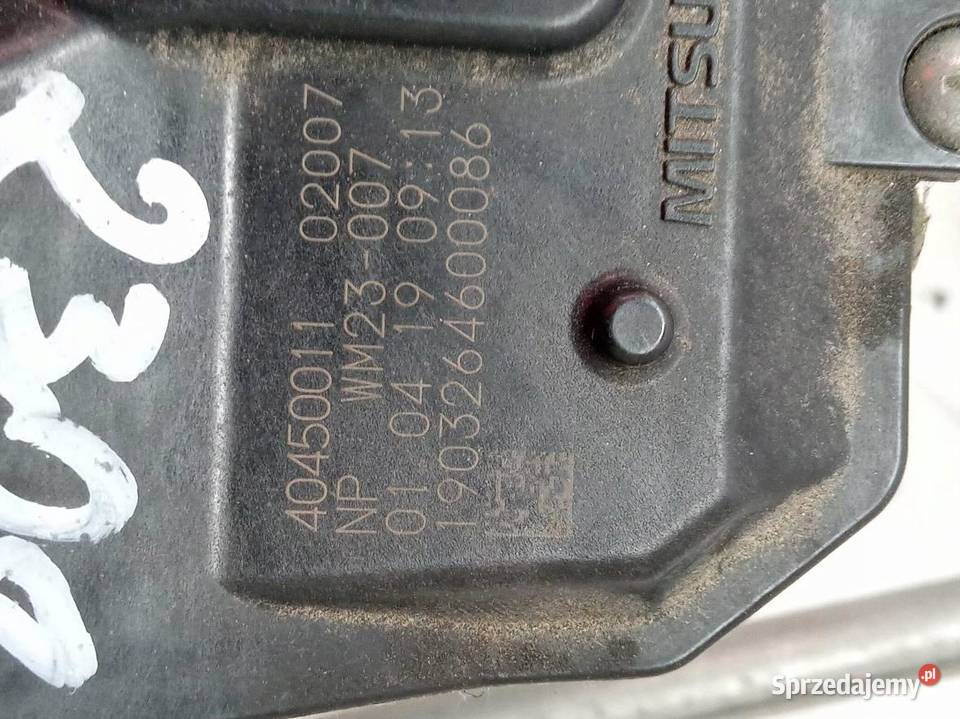 40450011 02007
NP WM23-007
01 04 19 09:13
1903264600086
MITSU
Sprzedajemy.pl